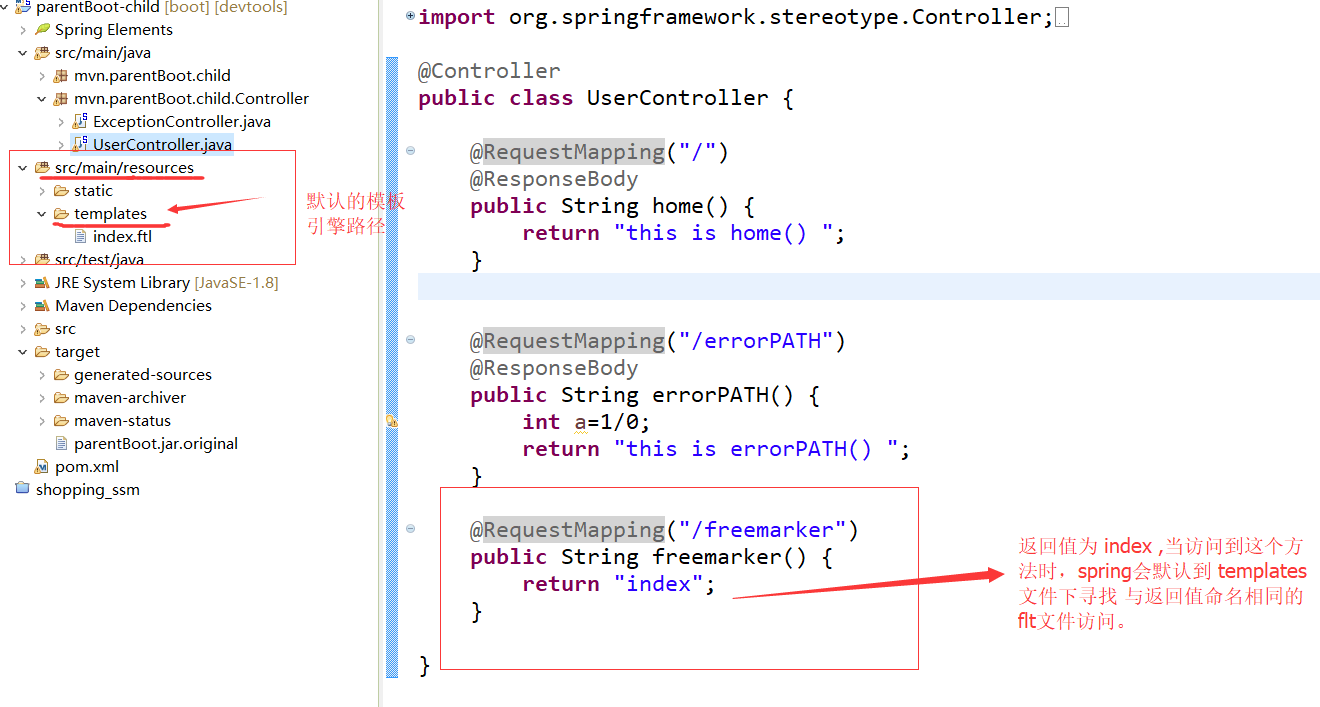 parentBoot-child [boot] [devtools]
Spring Elements
src/main/java
mvn.parentBoot.child
mvn.parentBoot.child.Controller
ExceptionController.java
UserController.java
src/main/resources
static
templates
index.ftl
src/test/java
JRE System Library [JavaSE-1.8]
Maven Dependencies
src
target
generated-sources
maven-archiver
maven-status
parentBoot.jar.original
pom.xml
shopping_ssm
默认的模板
引擎路径
import org.springframework.stereotype.Controller;
@Controller
public class UserController {
@RequestMapping("/")
@ResponseBody
public String home() {
return "this is home() ";
}
@RequestMapping("/errorPATH")
@ResponseBody
public String errorPATH() {
int a=1/0;
return "this is errorPATH() ";
}
@RequestMapping("/freemarker")
public String freemarker() {
return "index";
}
}
返回值为 index ,当访问到这个方
法时，spring会默认到 templates
文件下寻找 与返回值命名相同的
flt文件访问。